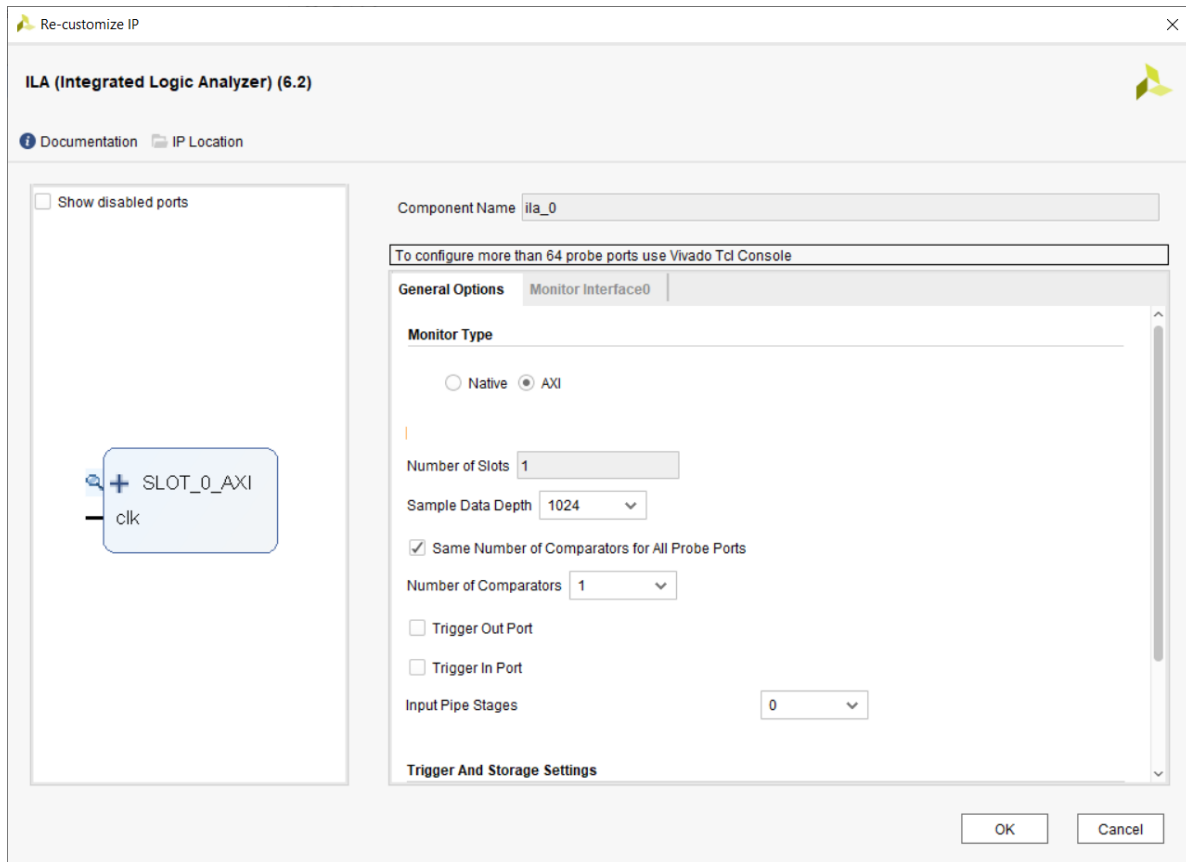 Re-customize IP
ILA (Integrated Logic Analyzer) (6.2)
Documentation IP Location
Show disabled ports
SLOT_0_AXI
clk
Component Name ila_0
To configure more than 64 probe ports use Vivado Tcl Console
General Options Monitor Interface0
Monitor Type
Native AXI
Number of Slots 1
Sample Data Depth 1024
Same Number of Comparators for All Probe Ports
Number of Comparators 1
Trigger Out Port
Trigger In Port
Input Pipe Stages 0
Trigger And Storage Settings
OK Cancel